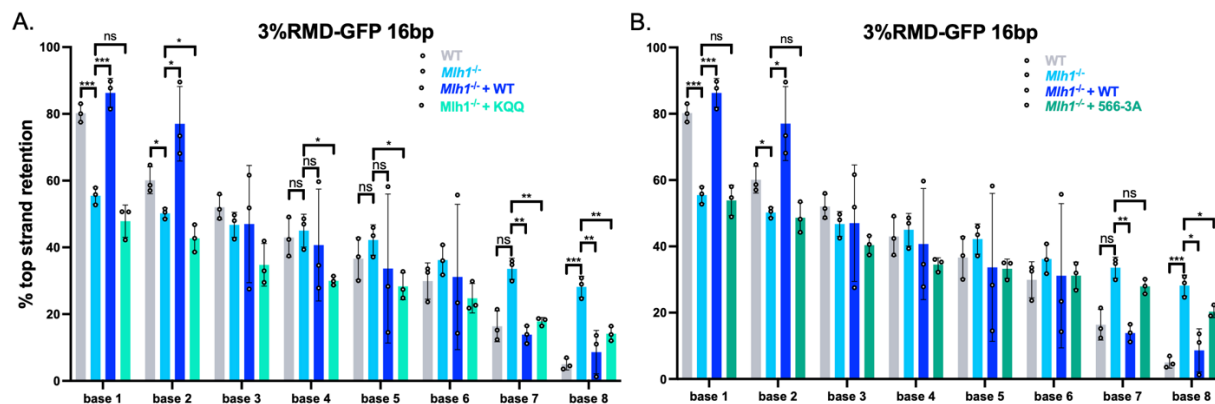 A.
3%RMD-GFP 16bp
WT
Mlh1-/-
Mlh1-/- + WT
Mlh1-/- + KQQ
% top strand retention
100
80
60
40
20
0
ns
***
***
*
*
*
*
ns
ns
*
ns
ns
**
**
ns
**
**
***
base 1 base 2 base 3 base 4 base 5 base 6 base 7 base 8
B.
3%RMD-GFP 16bp
WT
Mlh1-/-
Mlh1-/- + WT
Mlh1-/- + 566-3A
100
80
60
40
20
0
ns
***
***
ns
*
*
ns
**
ns
*
*
***
base 1 base 2 base 3 base 4 base 5 base 6 base 7 base 8